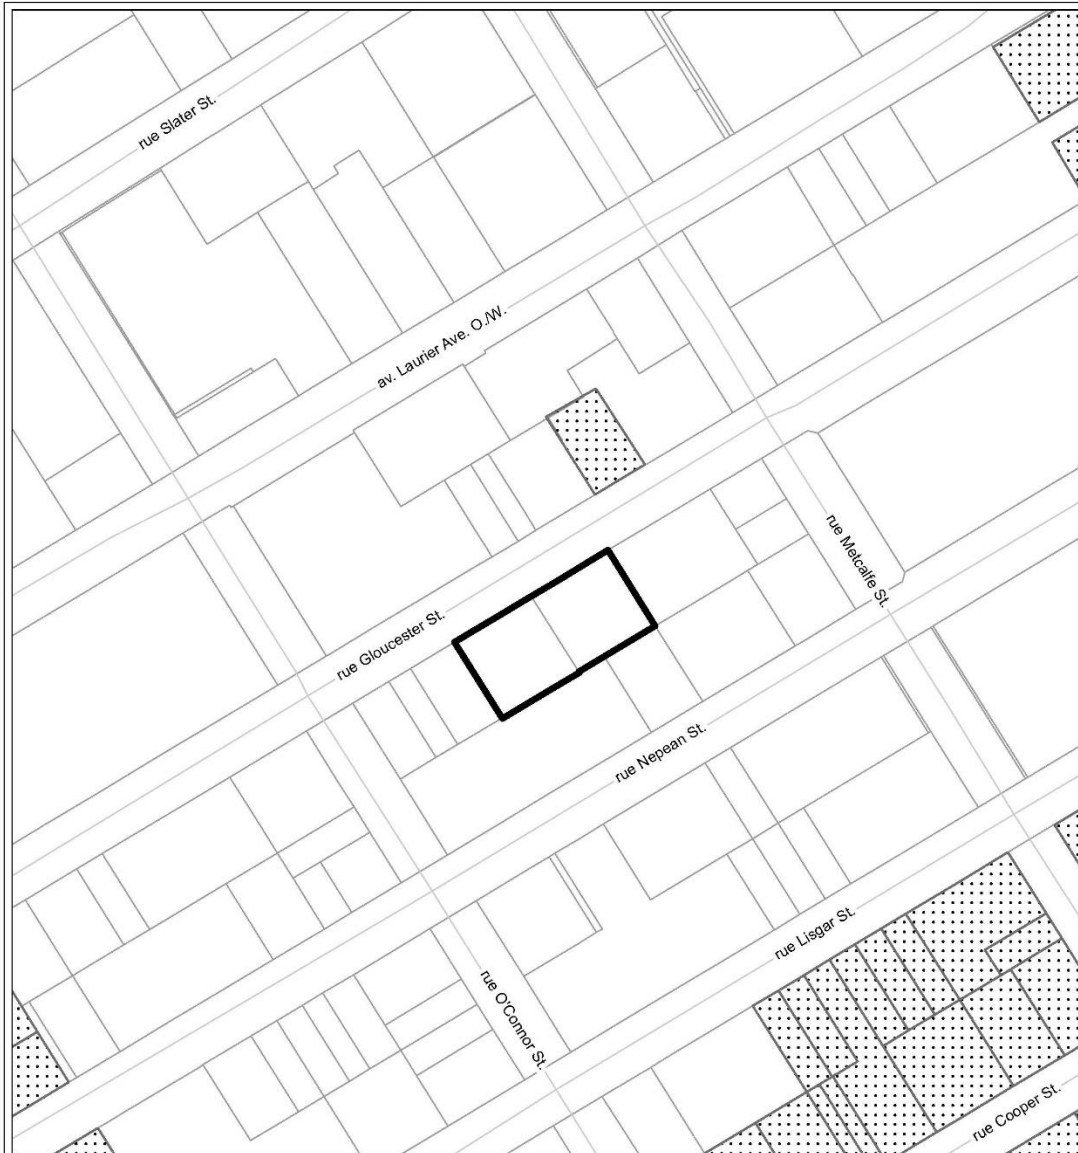 rue Slater St.
av. Laurier Ave. O./W.
rue Metcalfe St.
rue Gloucester St.
rue Nepean St.
rue Lisgar St.
rue O'Connor St.
rue Cooper St.